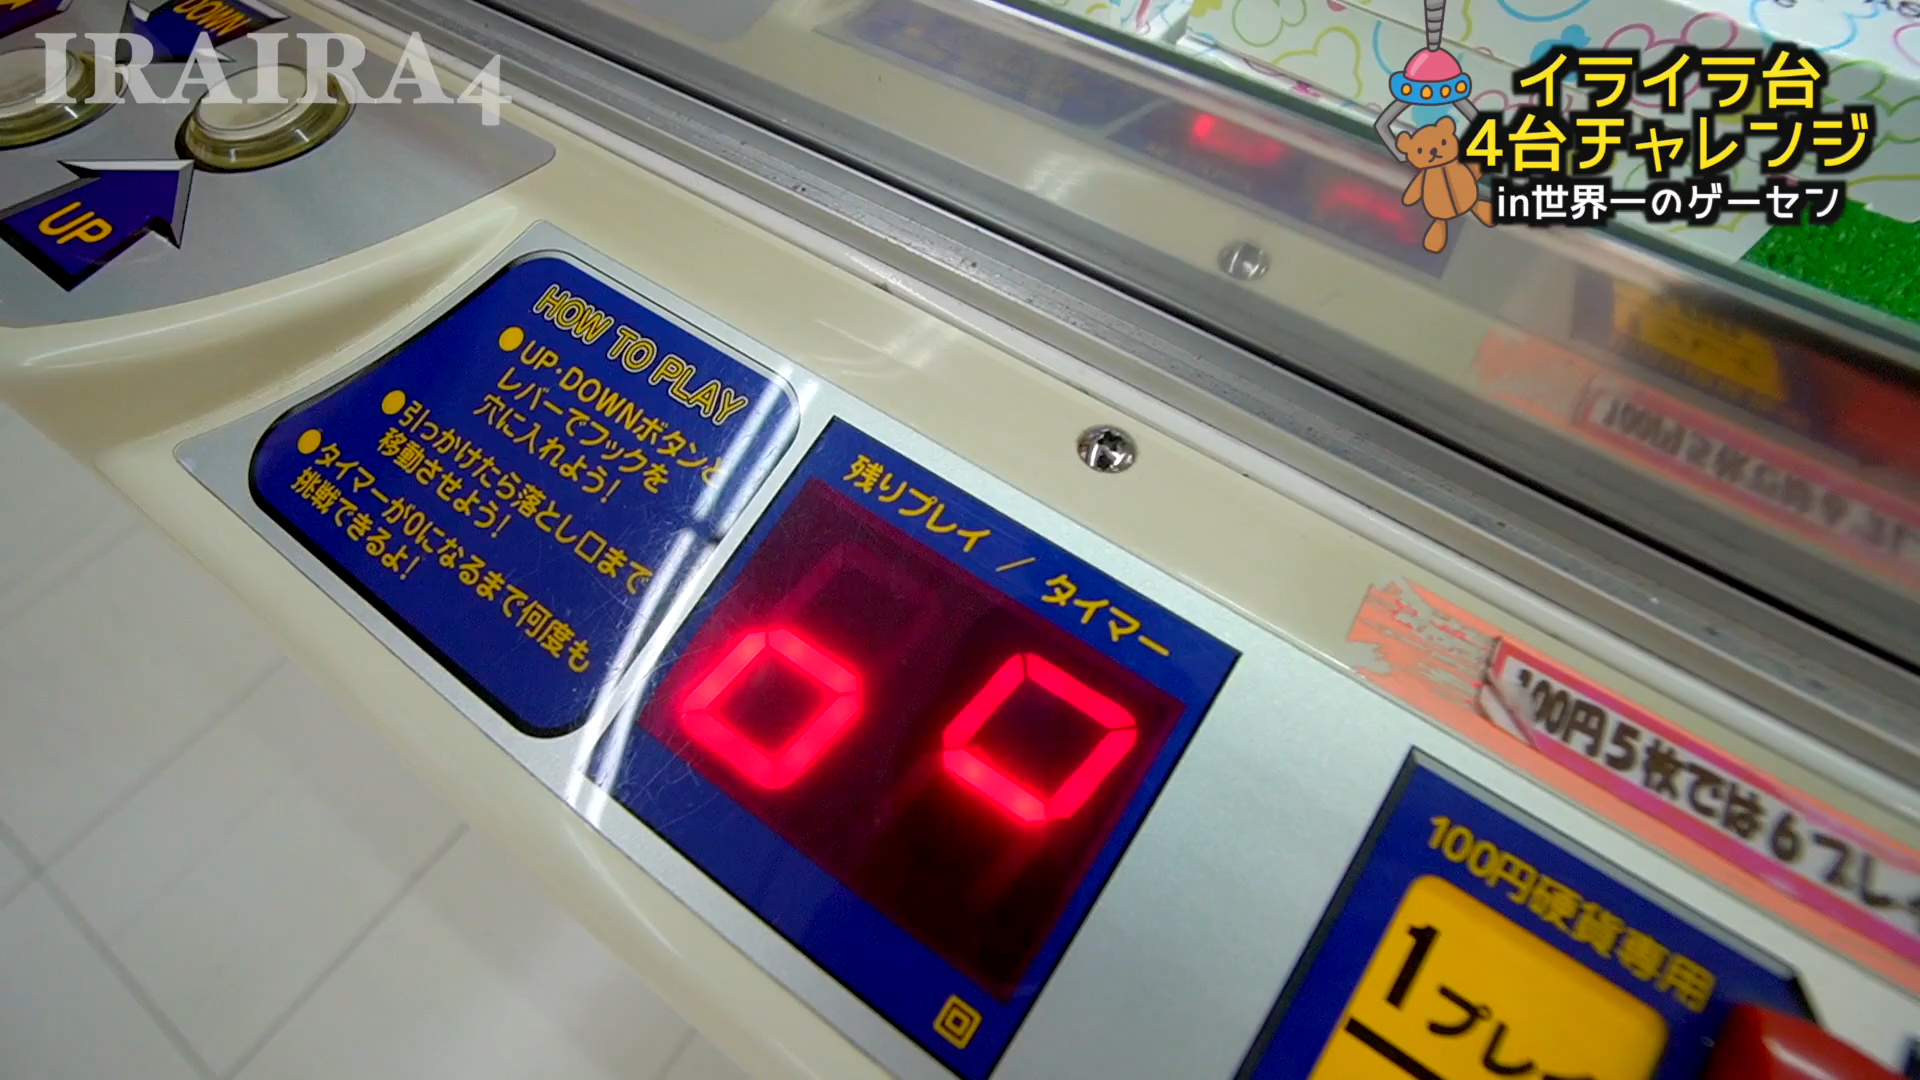 IRAIRA4
イライラ台
4台チャレンジ
in世界一のゲーセン
DOWN
UP
HOW TO PLAY
●UP・DOWNボタンと
レバーでフックを
穴に入れよう!
●引っかけたら落とし口まで
移動させよう!
●タイマーが0になるまで何度も
挑戦できるよ!
残りプレイ / タイマー
回
100円5枚では6プレイ
100円硬貨専用
1プレイ